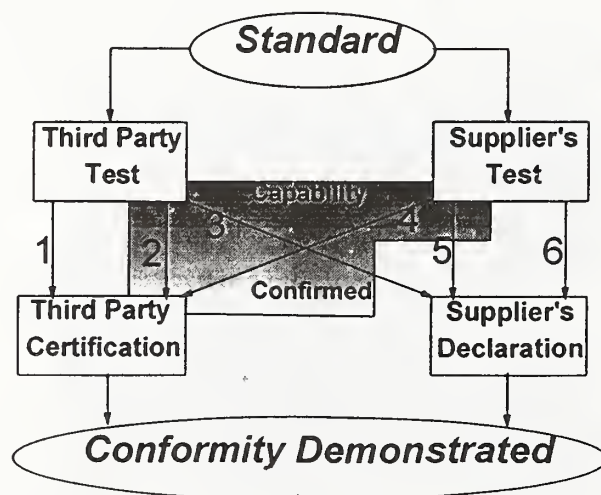 Standard
Third Party
Test
Supplier's
Test
Capability
1
2
3
4
5
6
Confirmed
Third Party
Certification
Supplier's
Declaration
Conformity Demonstrated